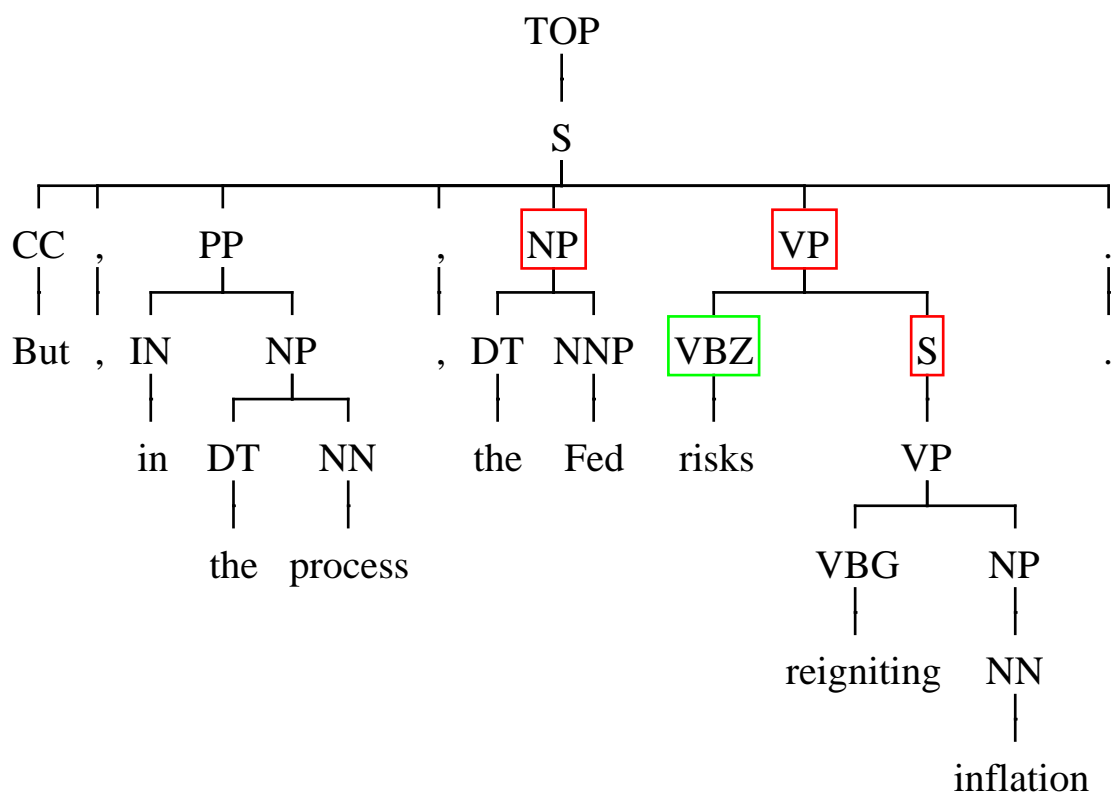 TOP
S
CC , PP , NP VP .
But , IN NP , DT NNP VBZ S .
in DT NN the Fed risks VP
the process VBG NP
reigniting NN
inflation